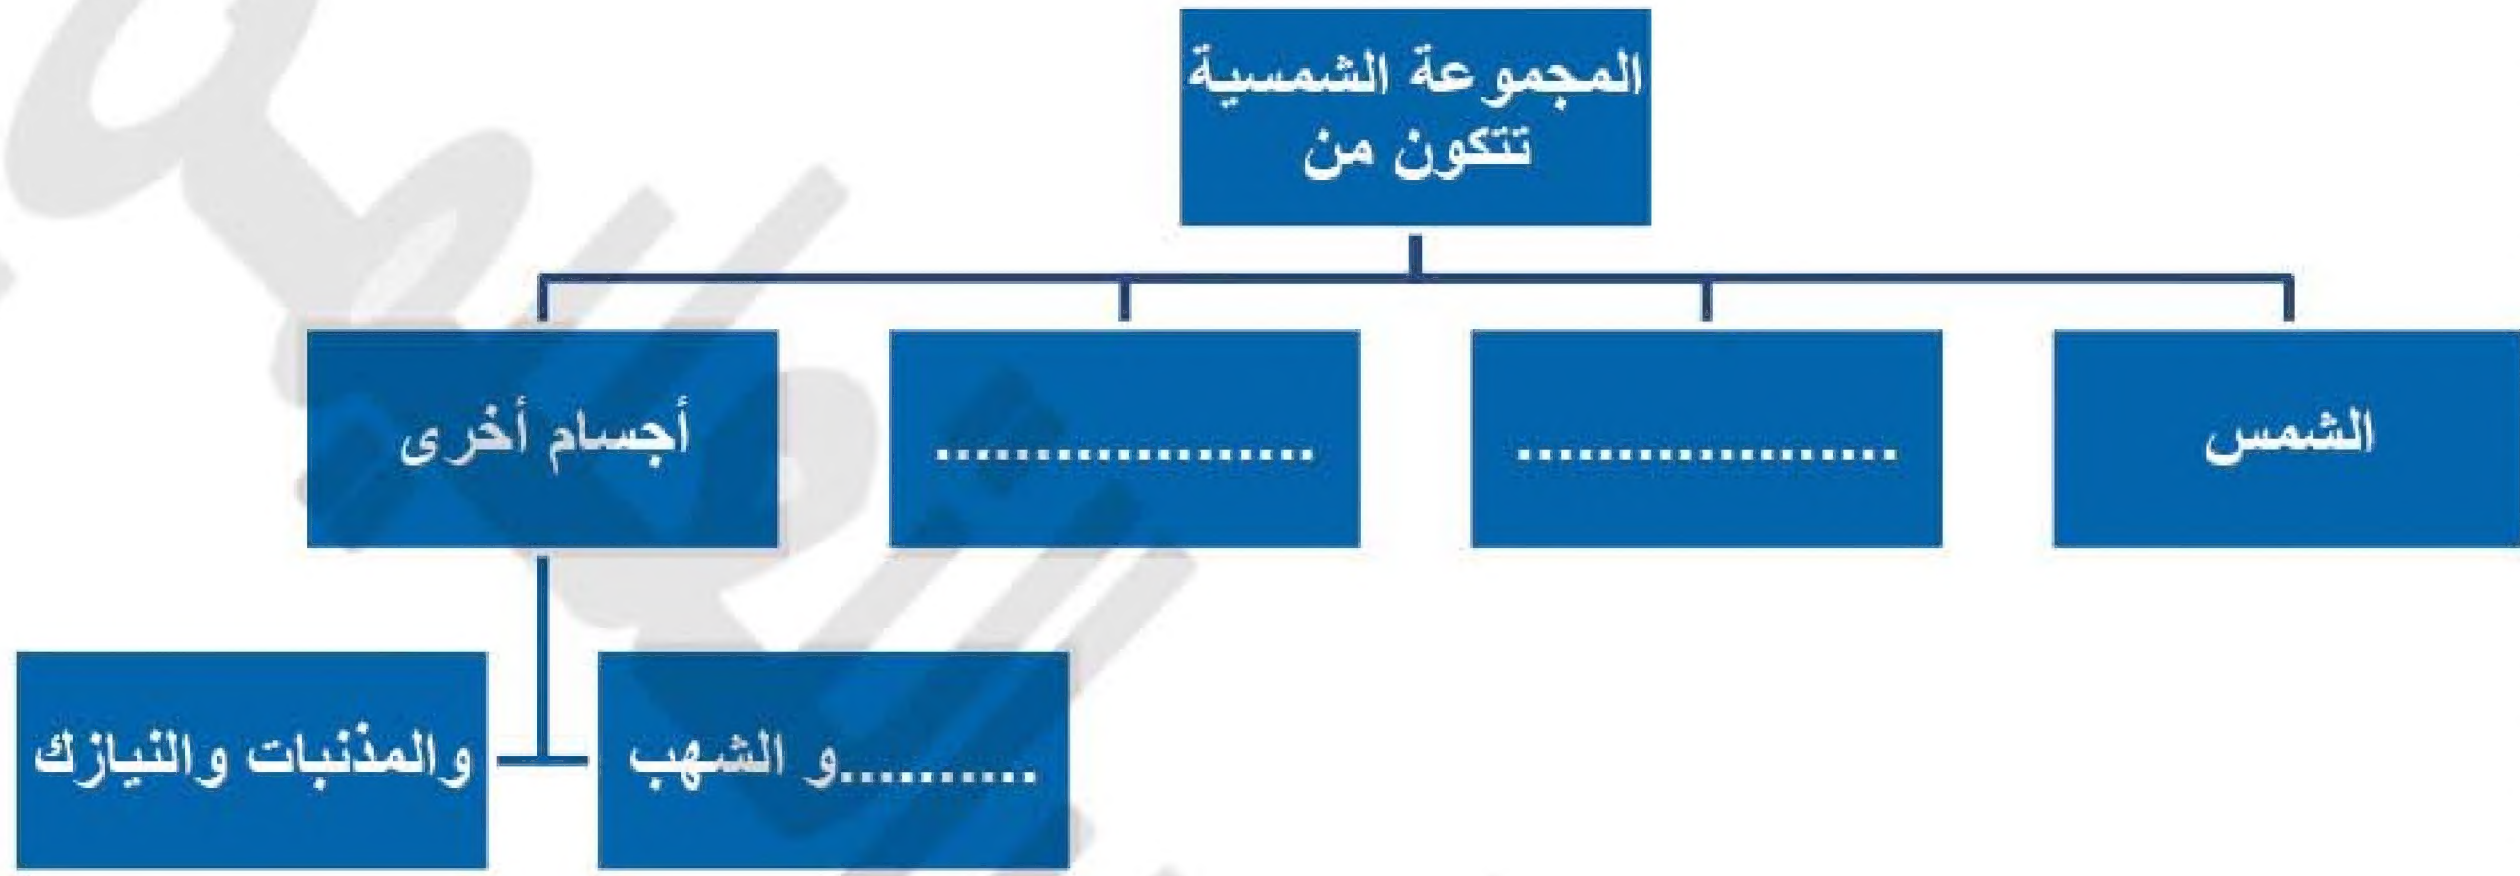 المجموعة الشمسية
تتكون من
الشمس
...................
...................
أجسام أخرى
..........و الشهب
والمذنبات والنيازك